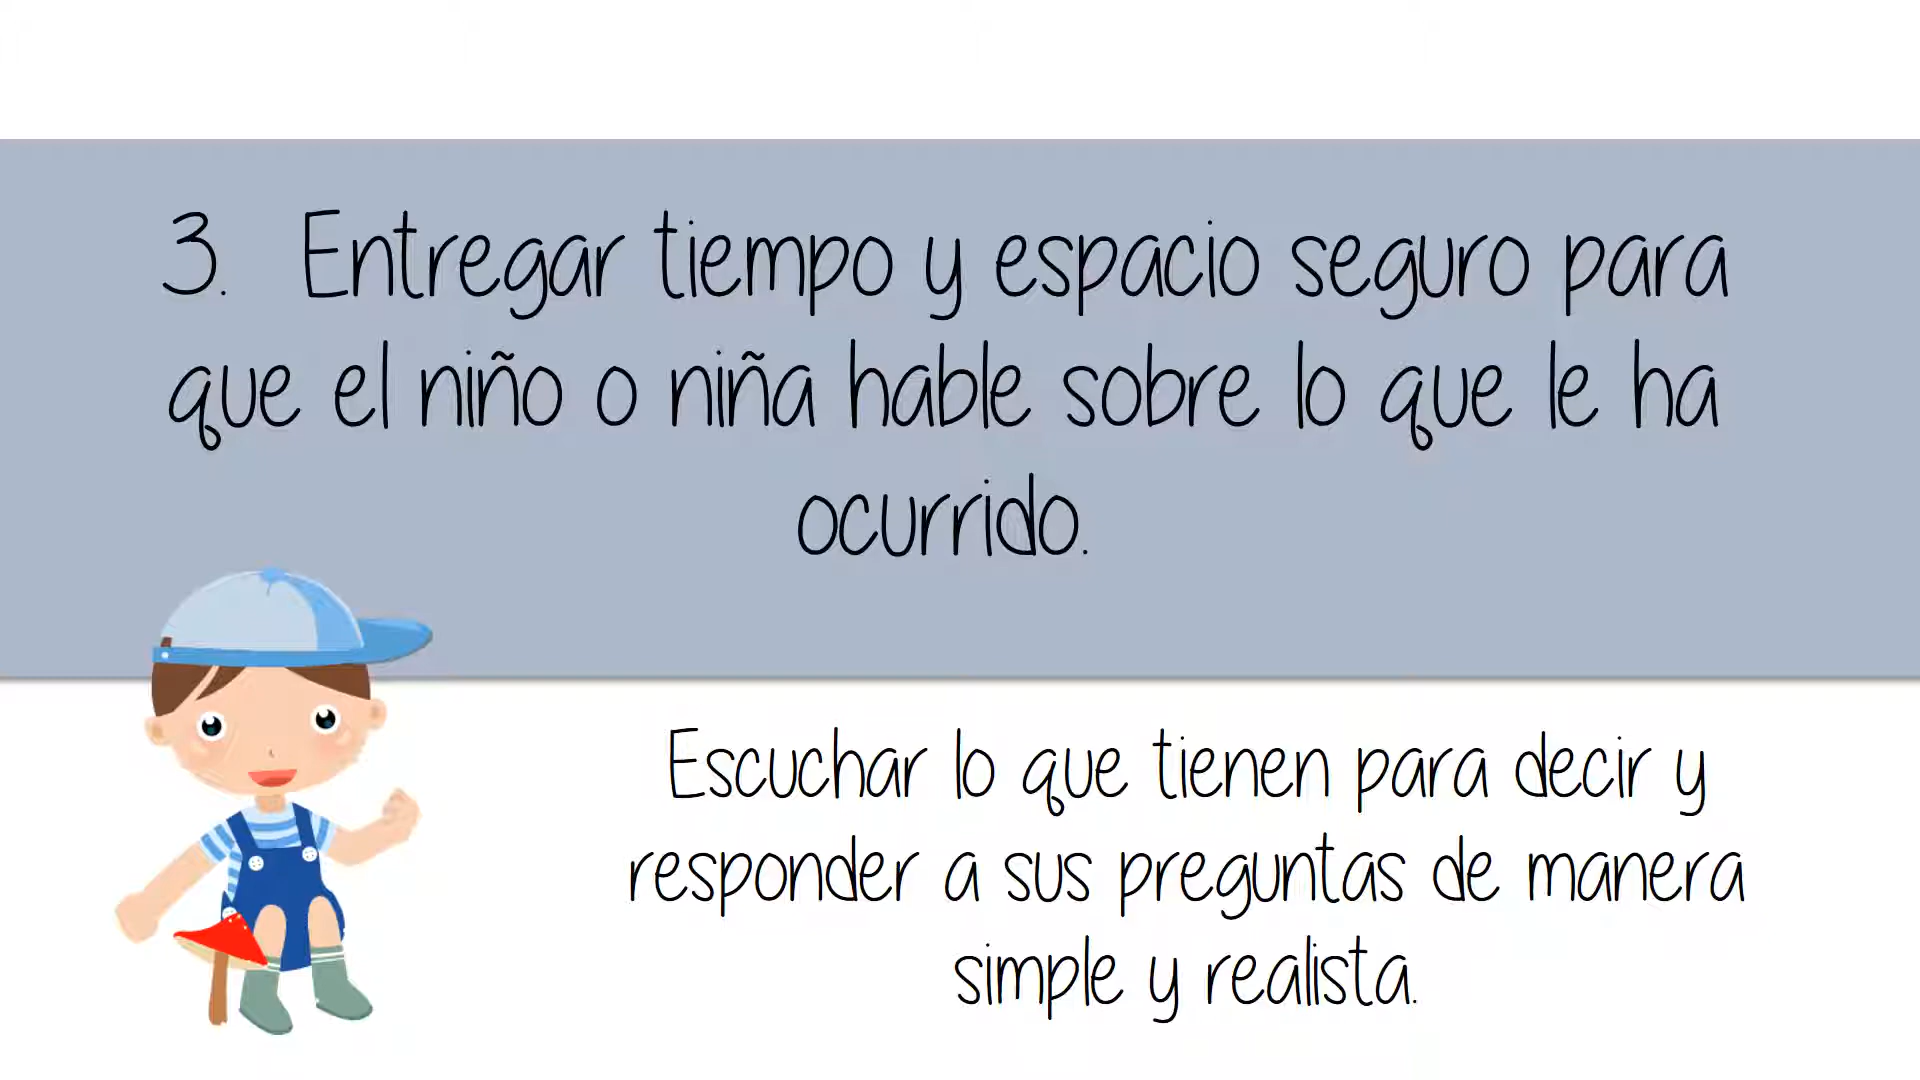 3. Entregar tiempo y espacio seguro para
que el niño o niña hable sobre lo que le ha
ocurrido.
Escuchar lo que tienen para decir y
responder a sus preguntas de manera
simple y realista.